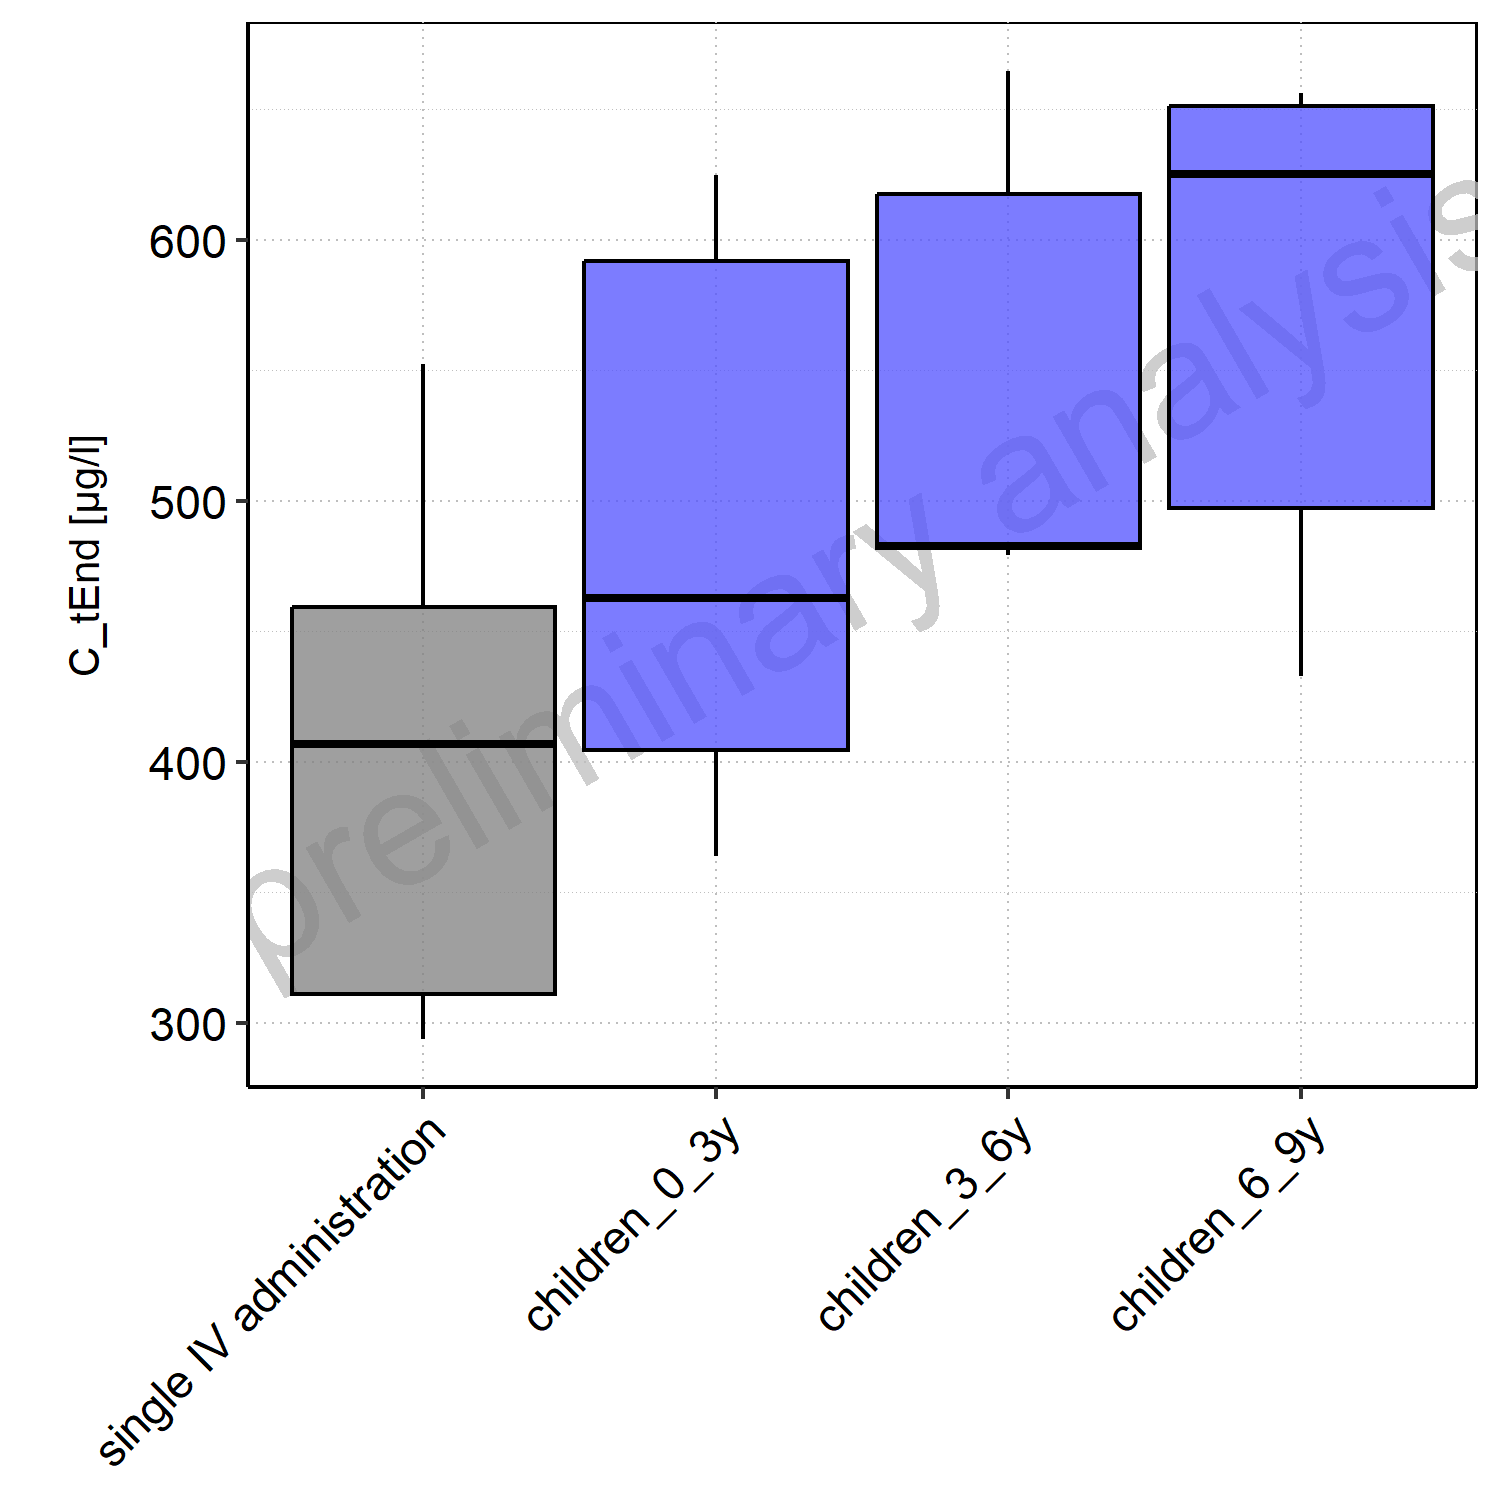 C_tEnd [µg/l]
600
500
400
300
preliminary analysis
single IV administration
children_0_3y
children_3_6y
children_6_9y